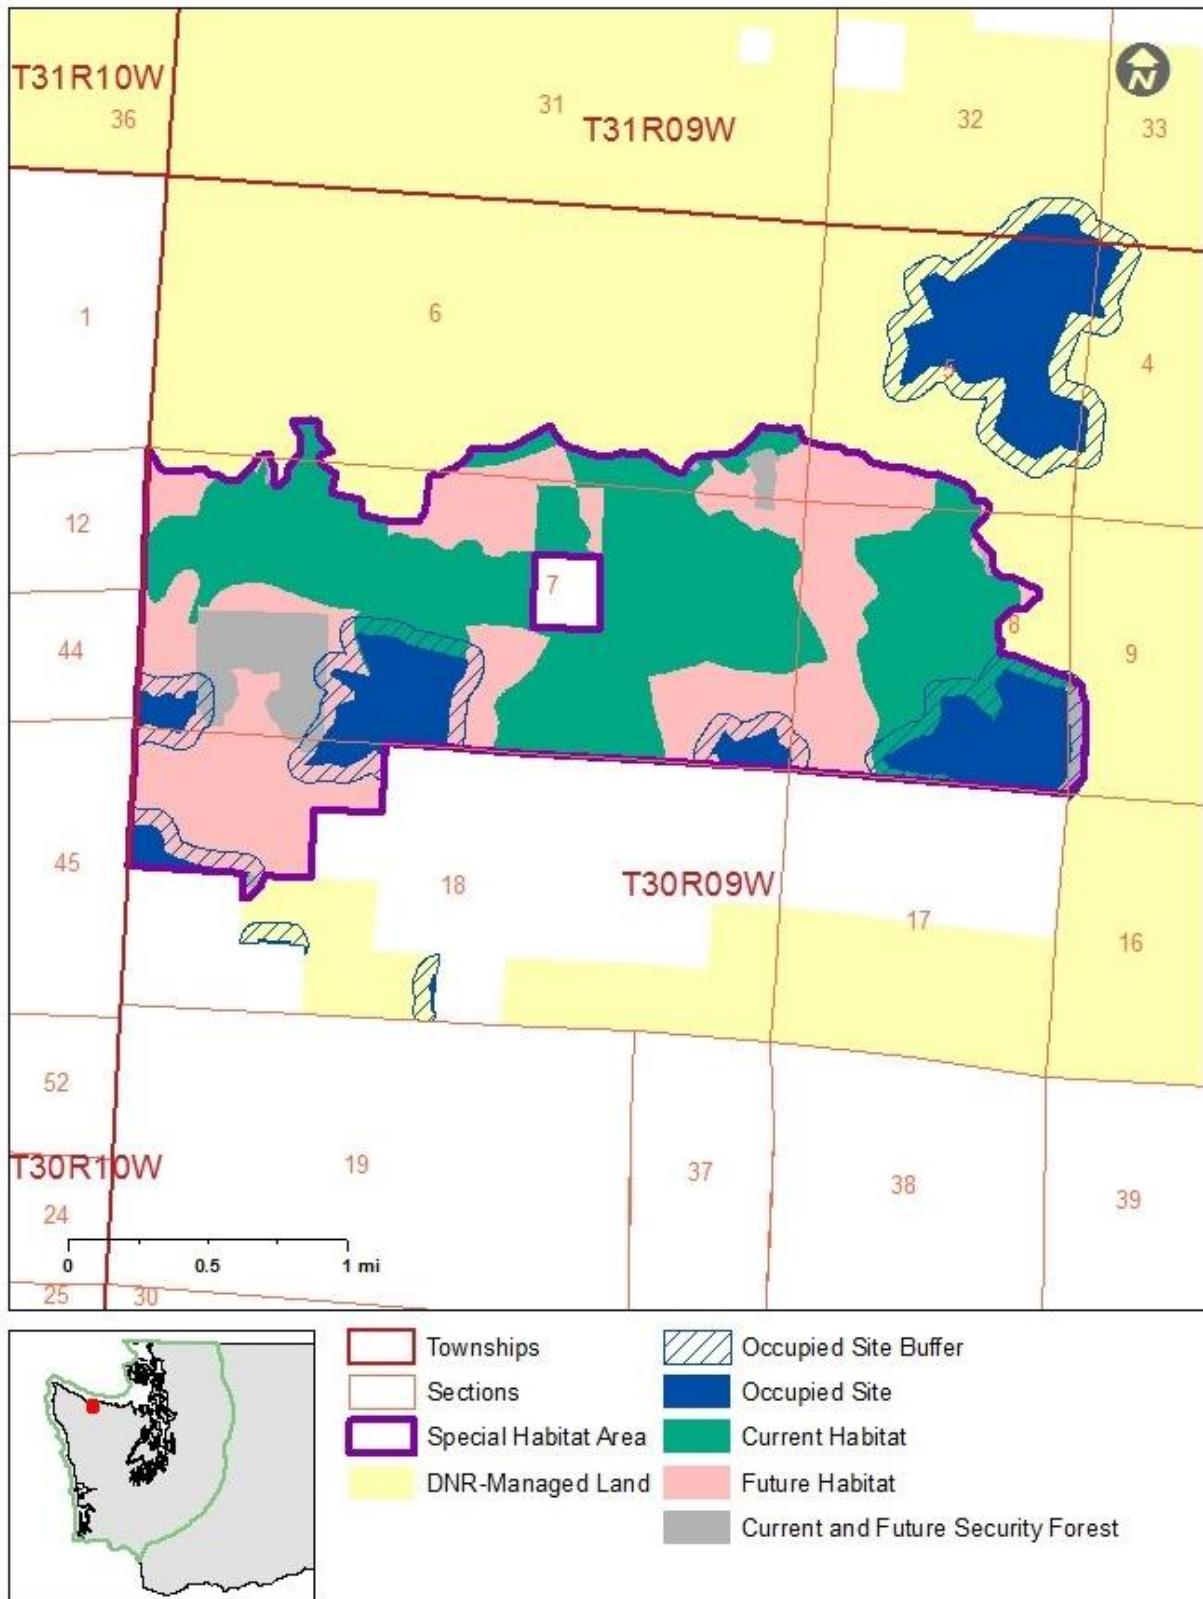 T31R10W
36
31
T31R09W
32
33
N
1
6
5
4
12
7
8
9
44
45
18
T30R09W
17
16
52
T30R10W
19
37
38
39
24
0 0.5 1 mi
25
30
Townships
Sections
Special Habitat Area
DNR-Managed Land
Occupied Site Buffer
Occupied Site
Current Habitat
Future Habitat
Current and Future Security Forest